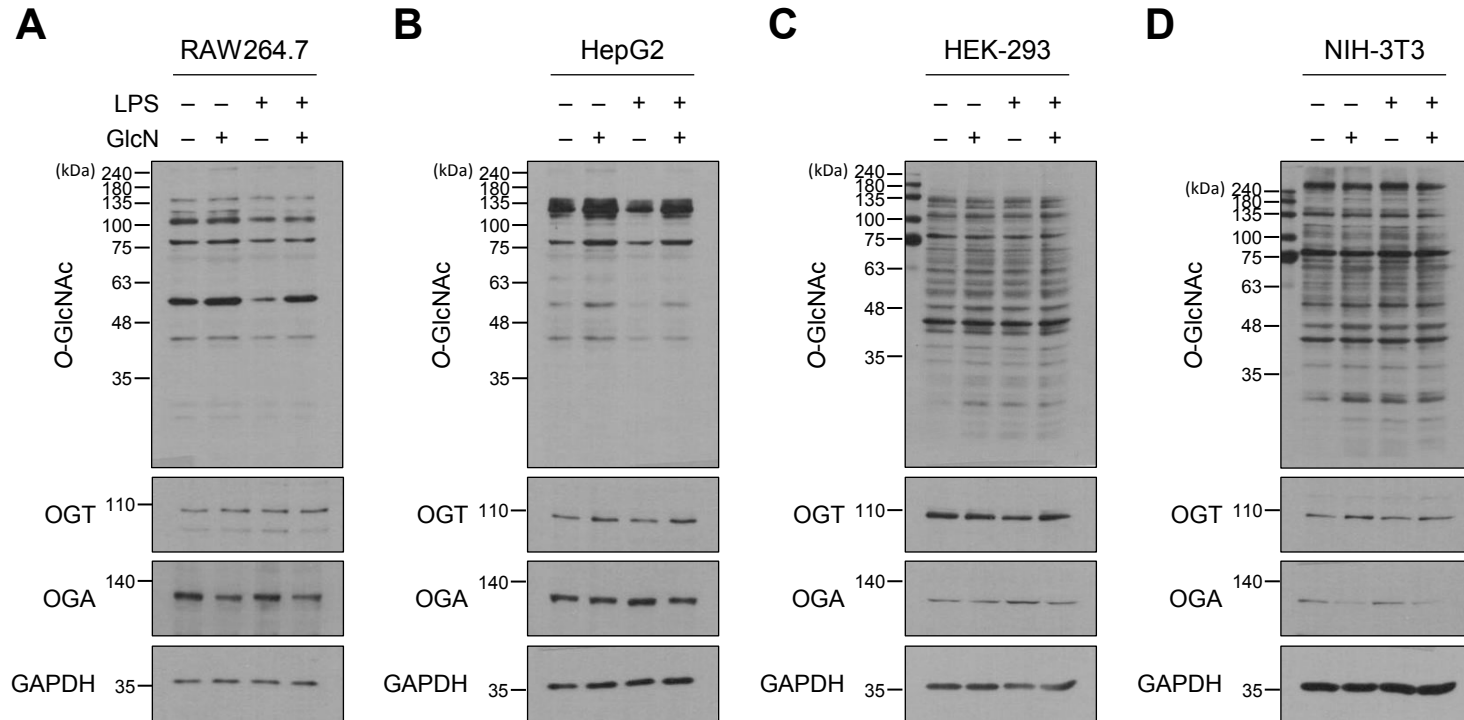 A B C D
RAW264.7 HepG2 HEK-293 NIH-3T3
LPS – – + + – – + + – – + + – – + +
GlcN – + – + – + – + – + – + – + – +
(kDa) 240 180 135 100 75 63 48 35
O-GlcNAc
(kDa) 240 180 135 100 75 63 48 35
O-GlcNAc
(kDa) 240 180 135 100 75 63 48 35
O-GlcNAc
(kDa) 240 180 135 100 75 63 48 35
O-GlcNAc
OGT 110 OGT 110 OGT 110 OGT 110
OGA 140 OGA 140 OGA 140 OGA 140
GAPDH 35 GAPDH 35 GAPDH 35 GAPDH 35